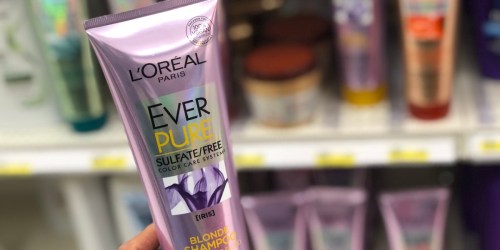 L'ORÉAL
PARIS
EVER
PURE
SULFATE/FREE
COLOR CARE SYSTEM
[IRIS]
BLONDE
SHAMPOO